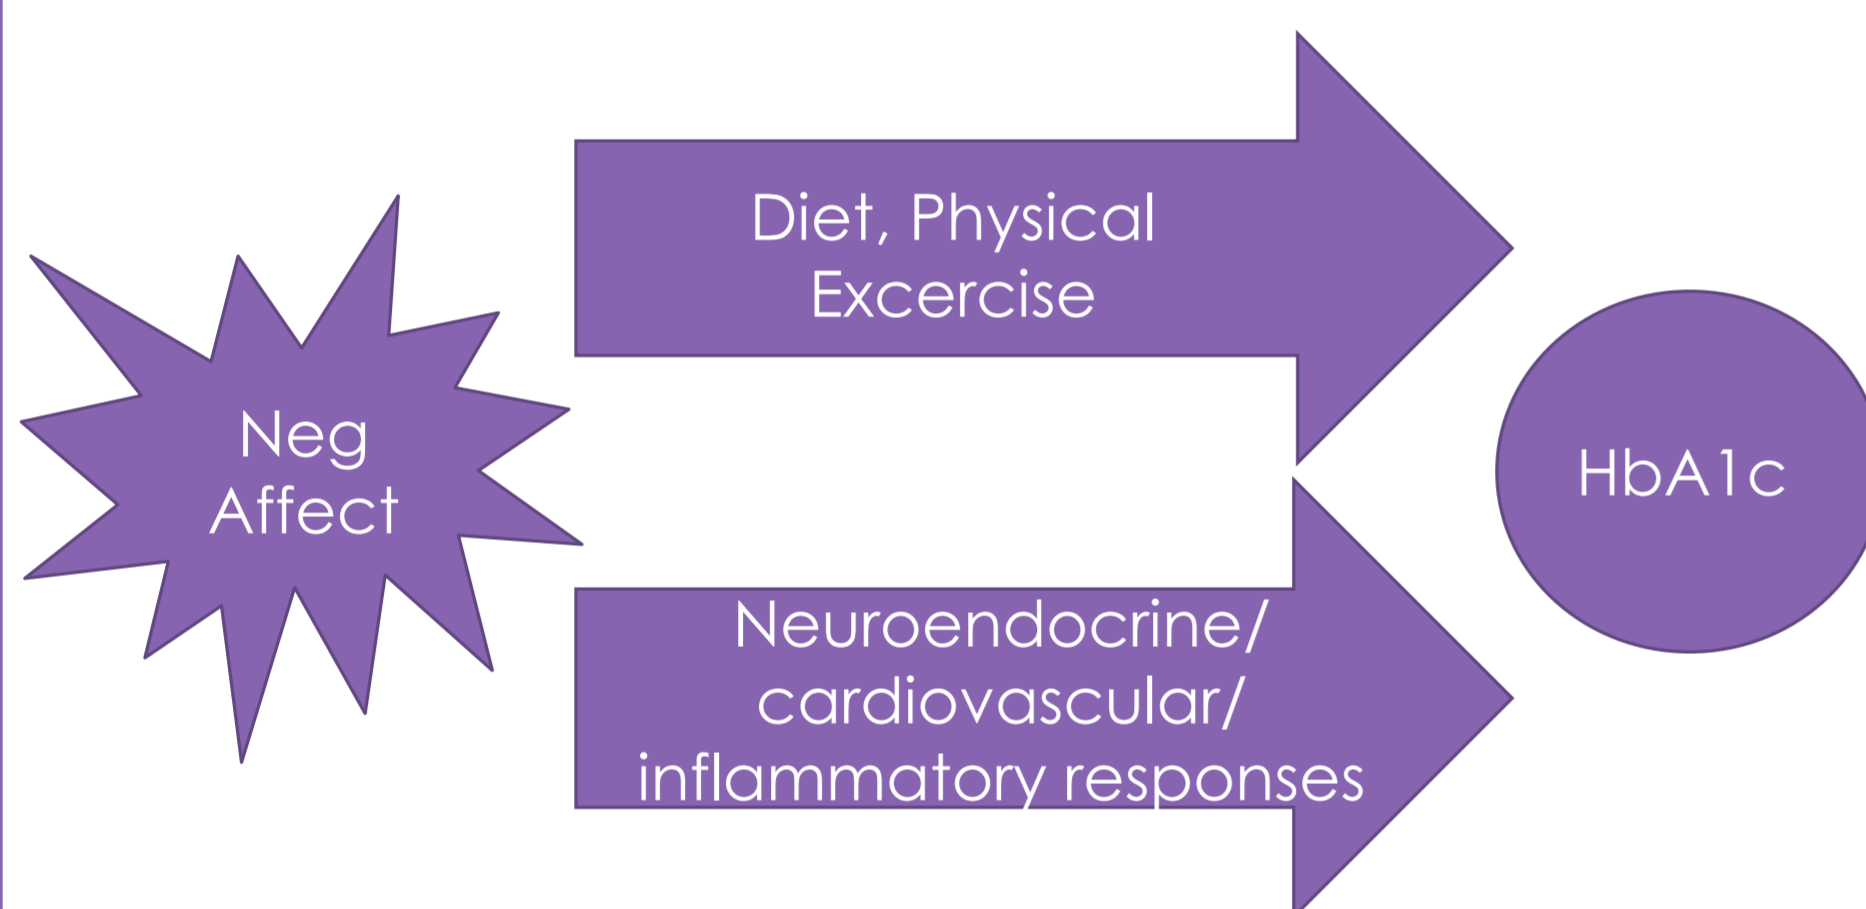 Diet, Physical
Excercise
Neg
Affect
HbA1c
Neuroendocrine/
cardiovascular/
inflammatory responses